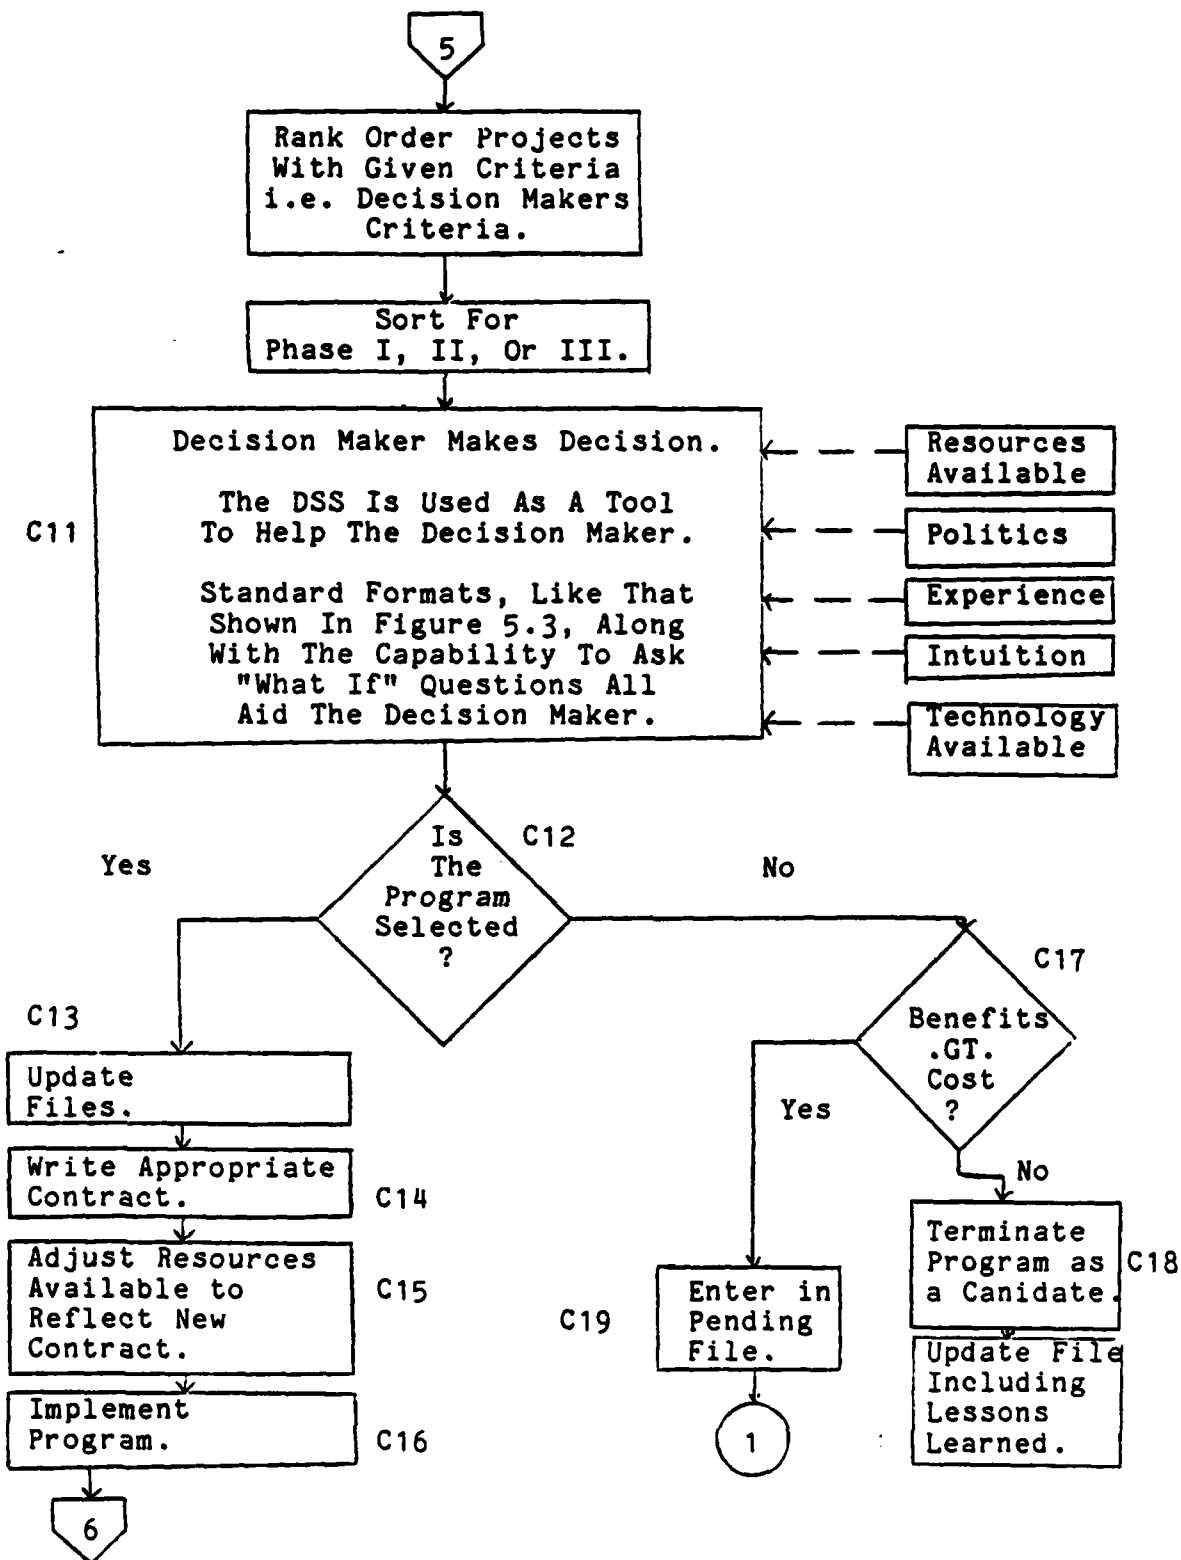 5
Rank Order Projects
With Given Criteria
i.e. Decision Makers
Criteria.
Sort For
Phase I, II, Or III.
C11
Decision Maker Makes Decision.
The DSS Is Used As A Tool
To Help The Decision Maker.
Standard Formats, Like That
Shown In Figure 5.3, Along
With The Capability To Ask
"What If" Questions All
Aid The Decision Maker.
Resources
Available
Politics
Experience
Intuition
Technology
Available
C12
Is
The
Program
Selected
?
Yes
No
C13
Update
Files.
Write Appropriate
Contract.
C14
Adjust Resources
Available to
Reflect New
Contract.
C15
Implement
Program.
C16
6
C17
Benefits
.GT.
Cost
?
Yes
No
C19
Enter in
Pending
File.
1
Terminate
Program as
a Canidate.
C18
Update File
Including
Lessons
Learned.